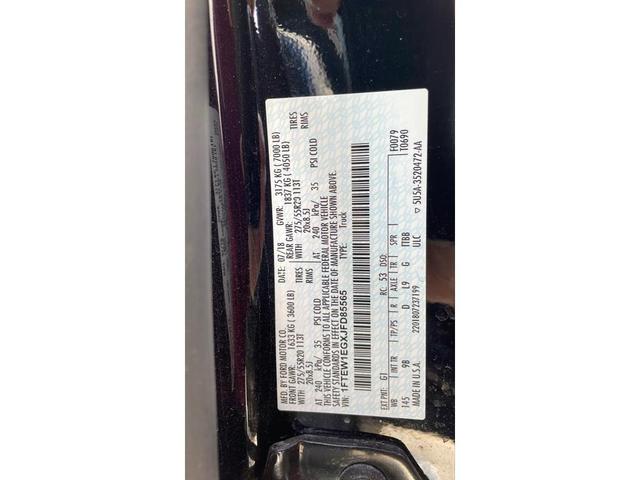 MFD. BY FORD MOTOR CO.
DATE: 07/18 GVWR: 3175 KG (7000 LB)
FRONT GAWR: 1633 KG (3600 LB) REAR GAWR: 1837 KG (4050 LB)
WITH 275/55R20 113T TIRES WITH 275/55R20 113T TIRES
20x8.5J RIMS 20x8.5J RIMS
AT 240 kPa/ 35 PSI COLD AT 240 kPa/ 35 PSI COLD
THIS VEHICLE CONFORMS TO ALL APPLICABLE FEDERAL MOTOR VEHICLE
SAFETY STANDARDS IN EFFECT ON THE DATE OF MANUFACTURE SHOWN ABOVE.
VIN: 1FTEW1EGXJFD85565 TYPE: Truck
F0079
T0690
EXT PNT: G1 RC: 53 DSO:
WB INT TR TP/PS R AXLE TR SPR
145 9B D L9 G ITBB
MADE IN U.S.A. 2201807237199 ULC ▽ 5U5A-3520472-AA